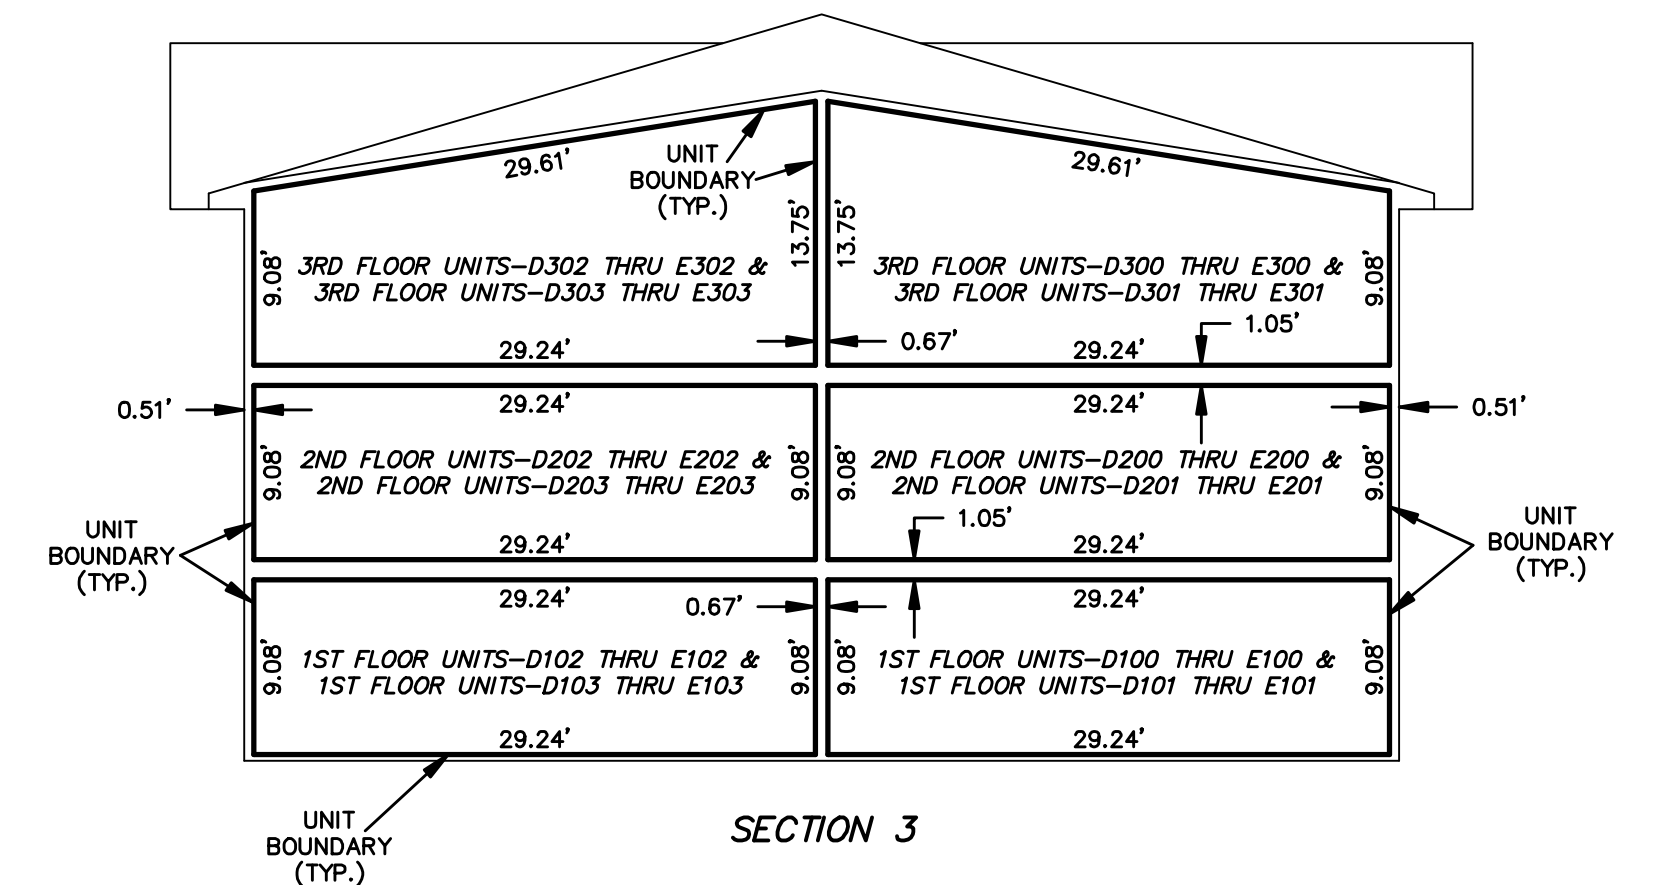 29.61'
UNIT
BOUNDARY
(TYP.)
29.61'
13.75'
13.75'
9.08'
3RD FLOOR UNITS-D302 THRU E302 &
3RD FLOOR UNITS-D303 THRU E303
3RD FLOOR UNITS-D300 THRU E300 &
3RD FLOOR UNITS-D301 THRU E301
9.08'
1.05'
0.67'
29.24'
29.24'
0.51'
29.24'
29.24'
0.51'
9.08'
2ND FLOOR UNITS-D202 THRU E202 &
2ND FLOOR UNITS-D203 THRU E203
9.08'
9.08'
2ND FLOOR UNITS-D200 THRU E200 &
2ND FLOOR UNITS-D201 THRU E201
9.08'
UNIT
BOUNDARY
(TYP.)
1.05'
UNIT
BOUNDARY
(TYP.)
29.24'
29.24'
29.24'
0.67'
29.24'
9.08'
1ST FLOOR UNITS-D102 THRU E102 &
1ST FLOOR UNITS-D103 THRU E103
9.08'
9.08'
1ST FLOOR UNITS-D100 THRU E100 &
1ST FLOOR UNITS-D101 THRU E101
9.08'
29.24'
29.24'
UNIT
BOUNDARY
(TYP.)
SECTION 3